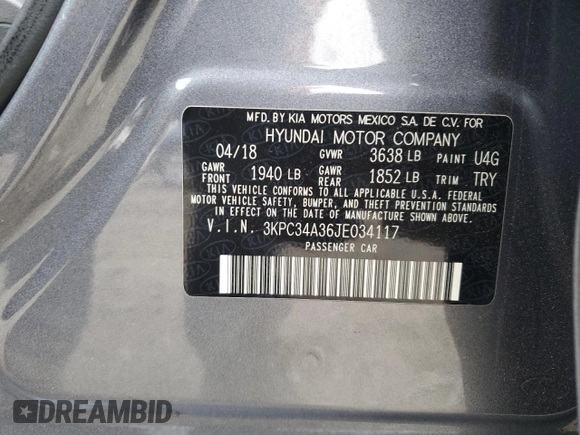 MFD. BY KIA MOTORS MEXICO S.A. DE C.V. FOR
HYUNDAI MOTOR COMPANY
04/18 GVWR 3638 LB PAINT U4G
GAWR FRONT 1940 LB GAWR REAR 1852 LB TRIM TRY
THIS VEHICLE CONFORMS TO ALL APPLICABLE U.S.A. FEDERAL
MOTOR VEHICLE SAFETY, BUMPER, AND THEFT PREVENTION STANDARDS
IN EFFECT ON THE DATE OF MANUFACTURE SHOWN ABOVE.
V.I.N. 3KPC34A36JE034117
PASSENGER CAR
DREAMBID